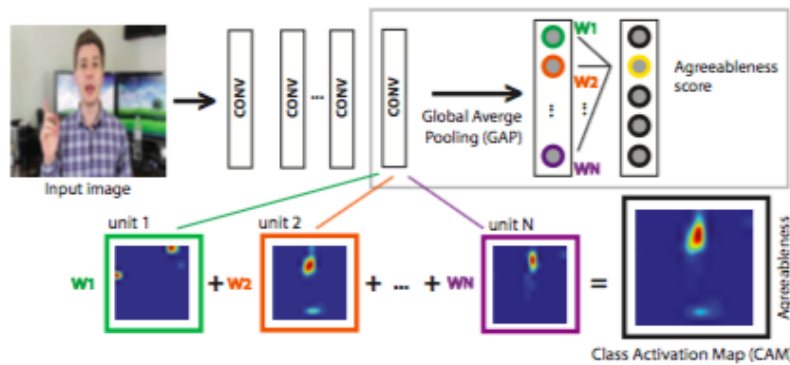 CONV
CONV
...
CONV
CONV
Global Averge
Pooling (GAP)
W1
W2
...
...
WN
Agreeableness
score
Input image
unit 1
unit 2
unit N
W1
+
W2
+ ... +
WN
=
Agreeableness
Class Activation Map (CAM)